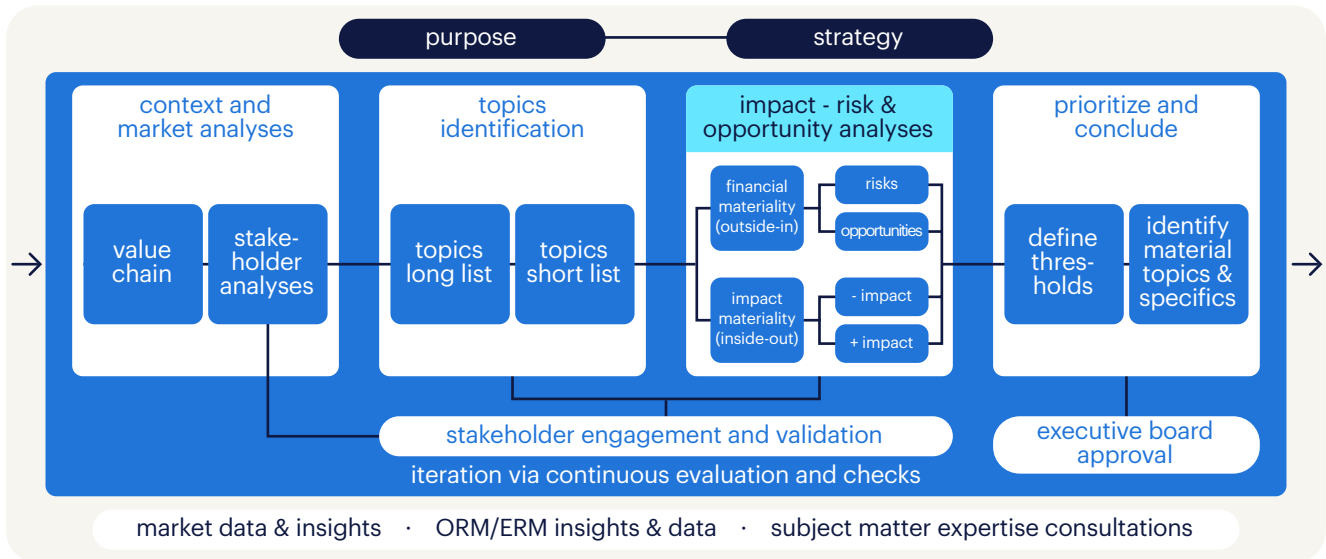 purpose
strategy
context and
market analyses
value
chain
stake-
holder
analyses
topics
identification
topics
long list
topics
short list
impact - risk &
opportunity analyses
financial
materiality
(outside-in)
risks
opportunities
impact
materiality
(inside-out)
- impact
+ impact
prioritize and
conclude
define
thres-
holds
identify
material
topics &
specifics
stakeholder engagement and validation
executive board
approval
iteration via continuous evaluation and checks
market data & insights · ORM/ERM insights & data · subject matter expertise consultations